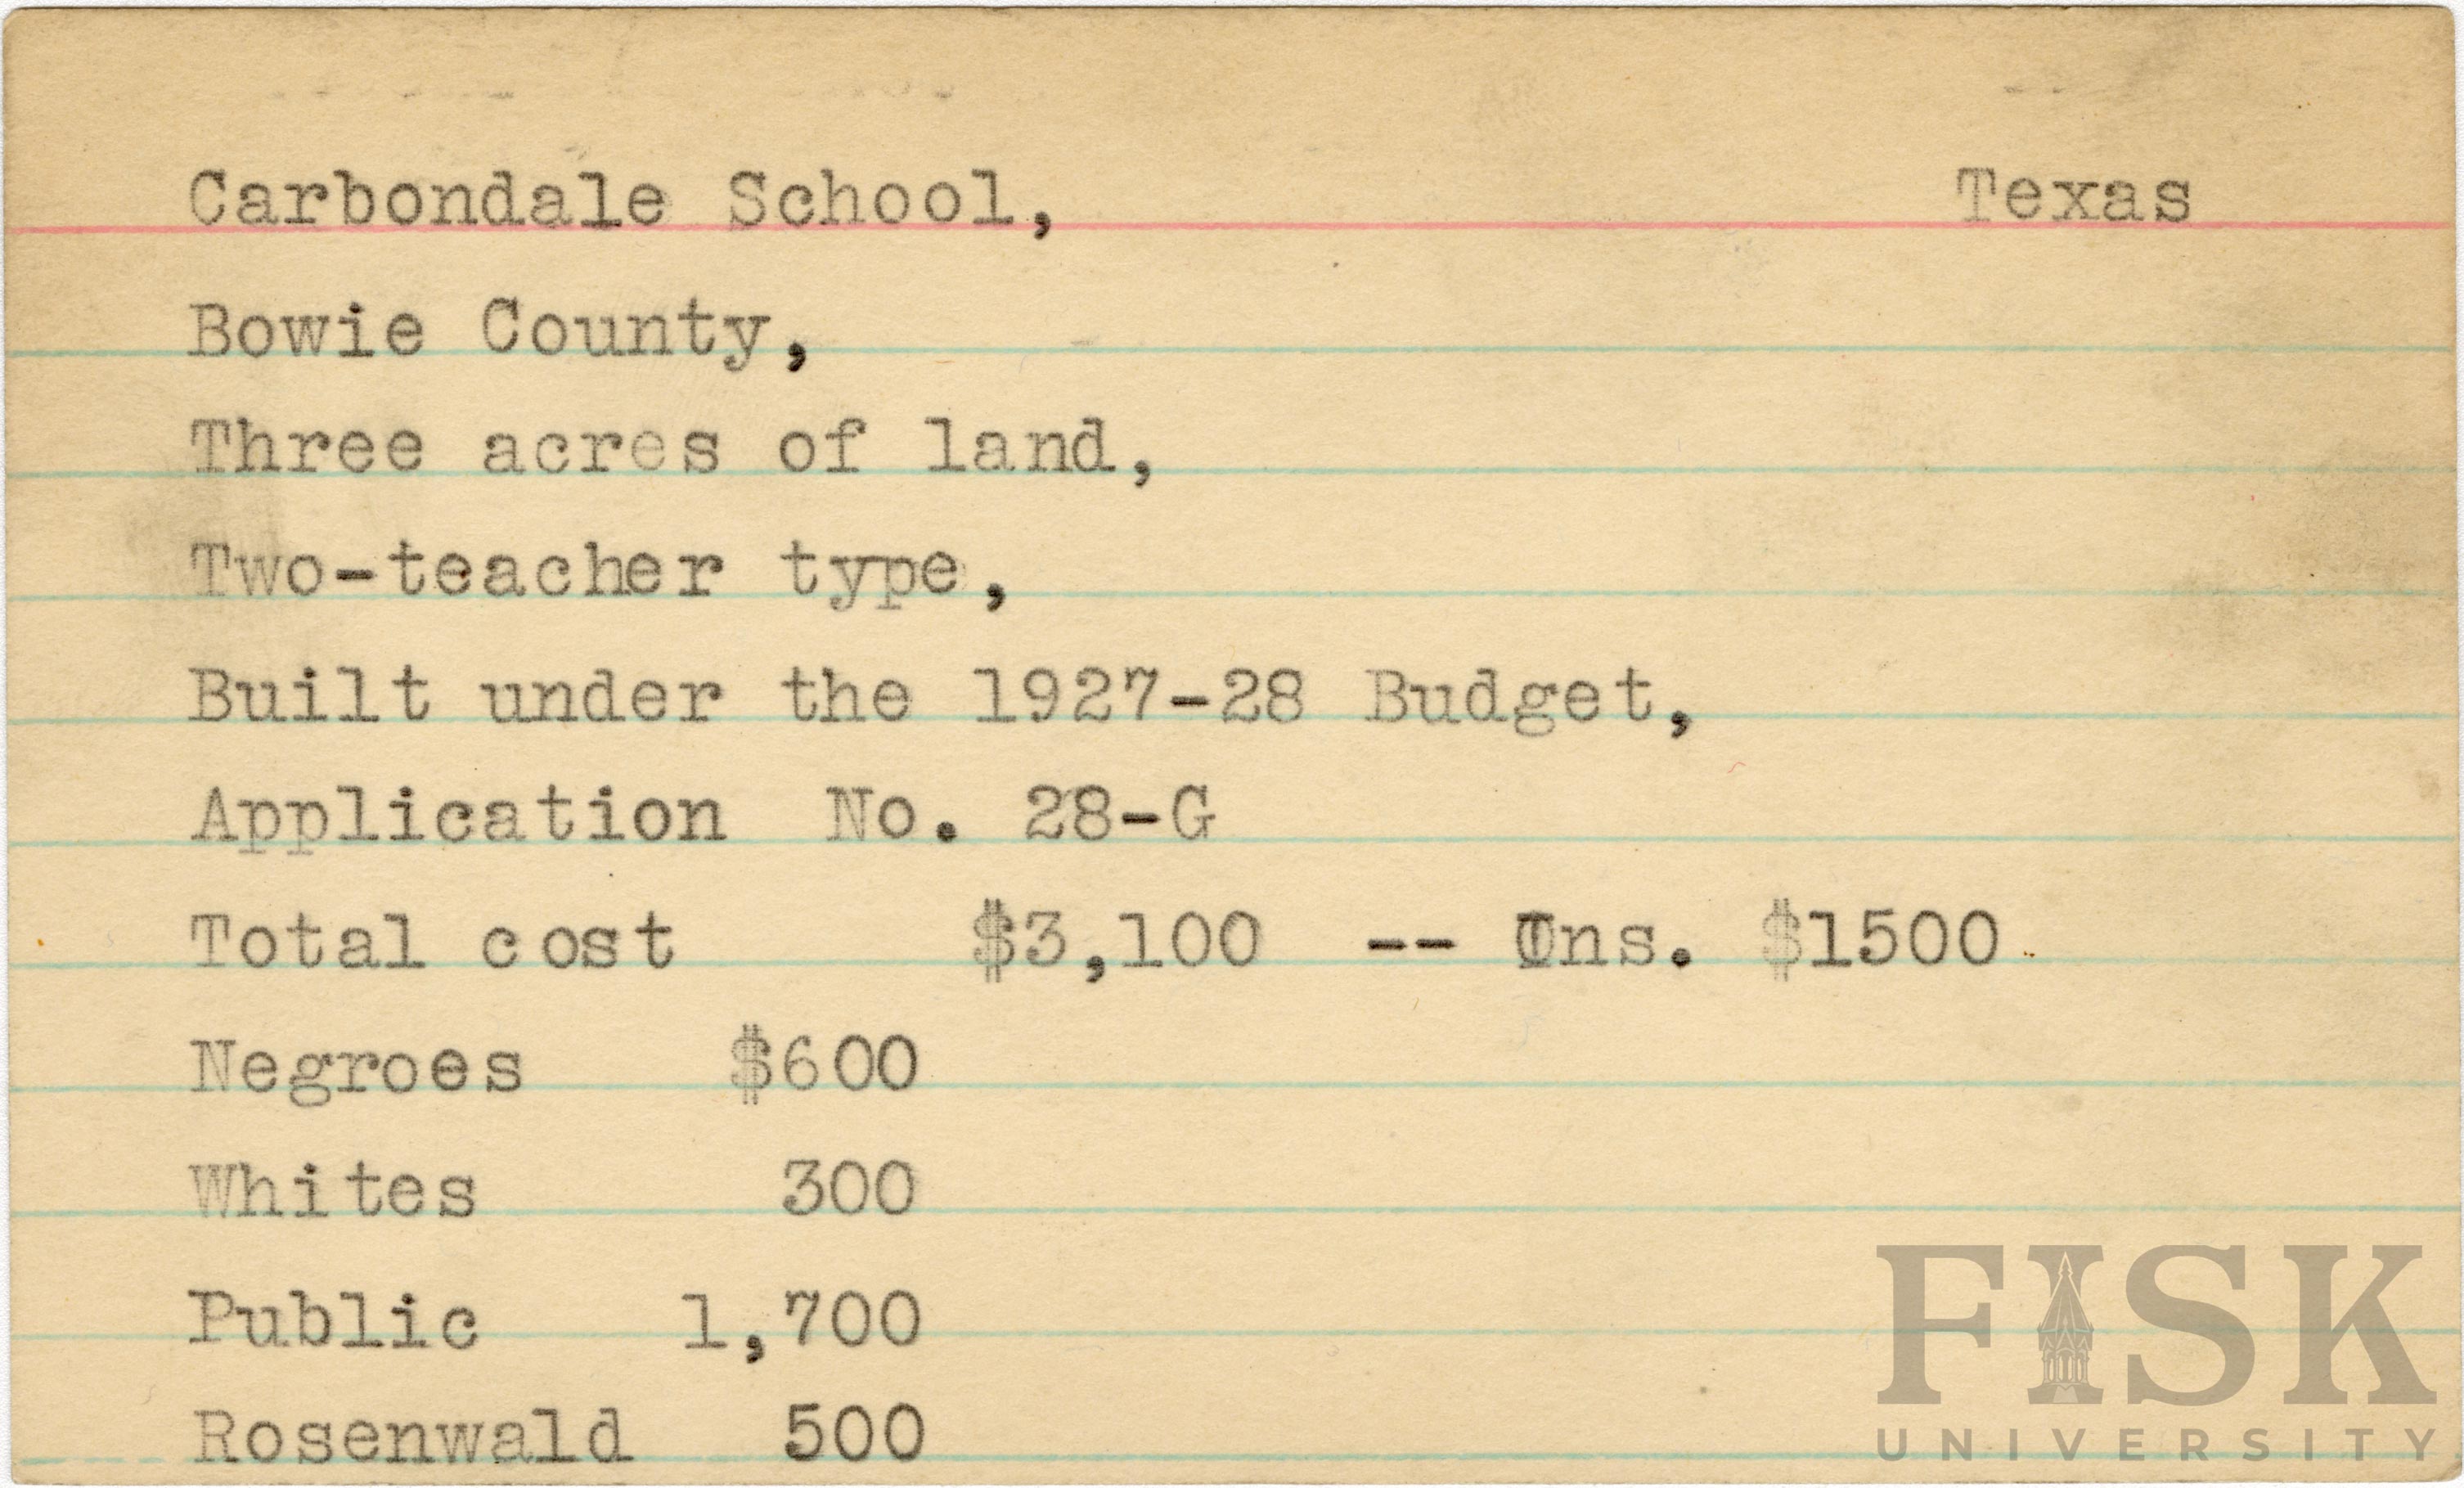 Carbondale School, Texas
Bowie County,
Three acres of land,
Two-teacher type,
Built under the 1927-28 Budget,
Application No. 28-G
Total cost $3,100 -- Ins. $1500
Negroes $600
Whites 300
Public 1,700
Rosenwald 500
FISK
UNIVERSITY